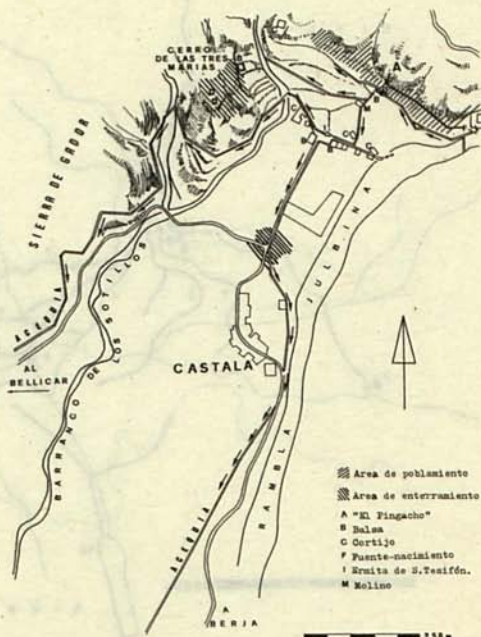 CERRO
DE LAS TRES
MARIAS
A
SIERRA DE GADOR
M
B
JULBINA
RAMBLA
ACEQUIA
AL
BELLICAR
BARRANCO DE LOS SOTILLOS
CASTALA
ACEQUIA
A
BERJA
Area de poblamiento
Area de enterramiento
A "El Pingacho"
B Balsa
C Cortijo
F Fuente-nacimiento
I Ermita de S.Tesifón.
M Molino